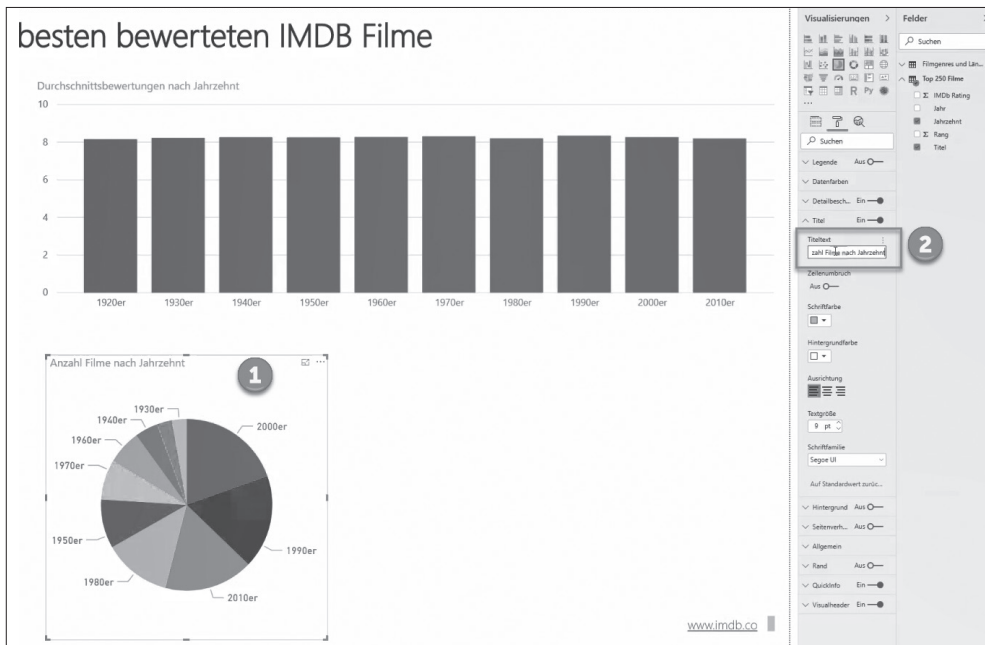 besten bewerteten IMDB Filme
Durchschnittsbewertungen nach Jahrzehnt
10
8
6
4
2
0
1920er
1930er
1940er
1950er
1960er
1970er
1980er
1990er
2000er
2010er
Anzahl Filme nach Jahrzehnt
1
1930er
1940er
1960er
1970er
1950er
1980er
2000er
1990er
2010er
www.imdb.co
Visualisierungen
R Py
...
Suchen
Legende Aus
Datenfarben
Detailbesch... Ein
Titel Ein
Titeltext
zahl Filme nach Jahrzehnt
2
Zeilenumbruch
Aus
Schriftfarbe
Hintergrundfarbe
Ausrichtung
Textgröße
9 pt
Schriftfamilie
Segoe UI
Auf Standardwert zurüc...
Hintergrund Aus
Seitenverh... Aus
Allgemein
Rand Aus
QuickInfo Ein
Visualheader Ein
Felder
Suchen
Filmgenres und Län...
Top 250 Filme
Σ IMDb Rating
Jahr
Jahrzehnt
Σ Rang
Titel